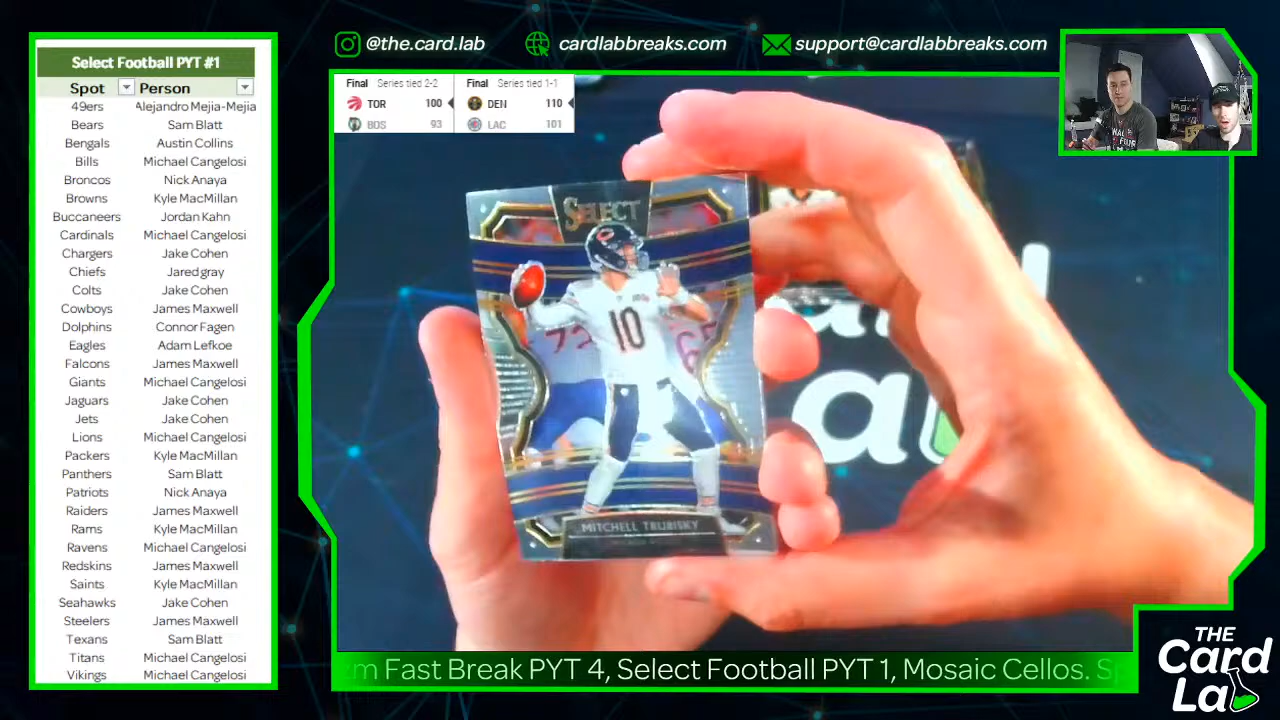 @the.card.lab
cardlabbreaks.com
support@cardlabbreaks.com
Select Football PYT #1
Spot Person
49ers Alejandro Mejia-Mejia
Bears Sam Blatt
Bengals Austin Collins
Bills Michael Cangelosi
Broncos Nick Anaya
Browns Kyle MacMillan
Buccaneers Jordan Kahn
Cardinals Michael Cangelosi
Chargers Jake Cohen
Chiefs Jared gray
Colts Jake Cohen
Cowboys James Maxwell
Dolphins Connor Fagen
Eagles Adam Lefkoe
Falcons James Maxwell
Giants Michael Cangelosi
Jaguars Jake Cohen
Jets Jake Cohen
Lions Michael Cangelosi
Packers Kyle MacMillan
Panthers Sam Blatt
Patriots Nick Anaya
Raiders James Maxwell
Rams Kyle MacMillan
Ravens Michael Cangelosi
Redskins James Maxwell
Saints Kyle MacMillan
Seahawks Jake Cohen
Steelers James Maxwell
Texans Sam Blatt
Titans Michael Cangelosi
Vikings Michael Cangelosi
Final Series tied 2-2
TOR 100
BOS 93
Final Series tied 1-1
DEN 110
LAC 101
SELECT
10
MITCHELL TRUBISKY
m Fast Break PYT 4, Select Football PYT 1, Mosaic Cellos. S
THE
Card
Lab